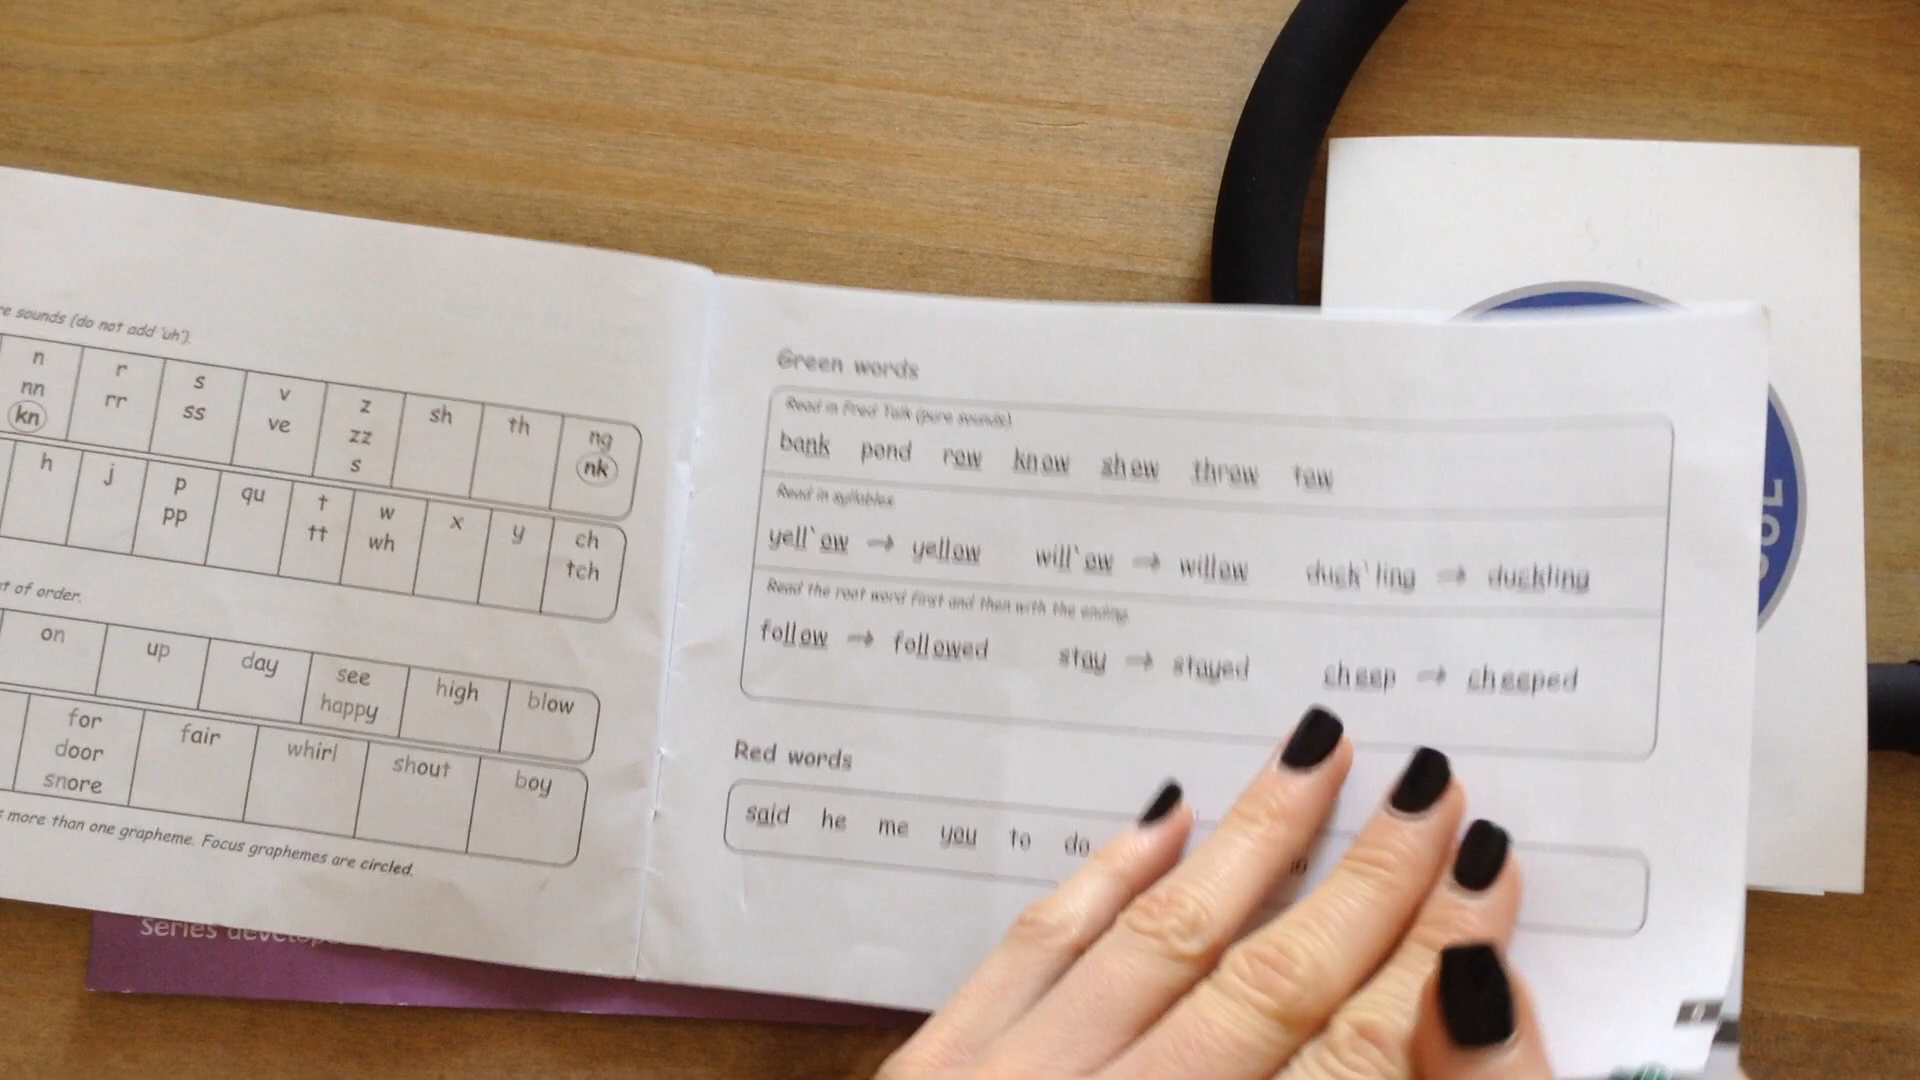 re sounds (do not add 'uh').
n r s v z sh th ng
nn rr ss ve zz nk
kn s
h j p qu t w x y ch
pp tt wh tch
t of order.
on up day see high blow
happy
for fair whirl shout boy
door
snore
more than one grapheme. Focus graphemes are circled.
Series
Green words
Read in Fred Talk (pure sounds)
bank pond row know show throw tow
Read in syllables
yell`ow → yellow will`ow → willow duck`ling → duckling
Read the root word first and then with the ending
follow → followed stay → stayed cheep → cheeped
Red words
said he me you to do